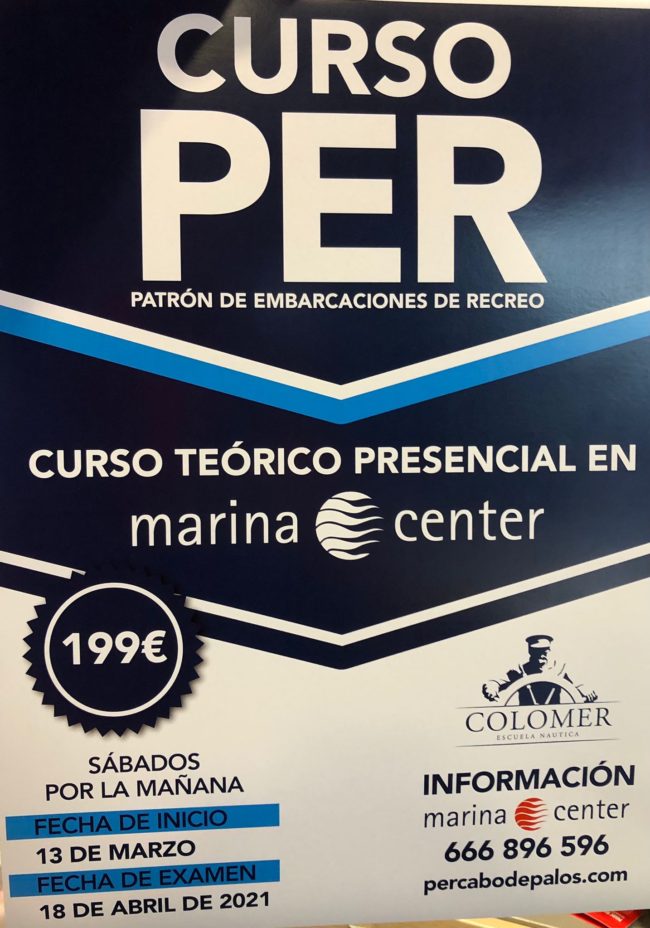 CURSO
PER
PATRÓN DE EMBARCACIONES DE RECREO
CURSO TEÓRICO PRESENCIAL EN
marina center
199€
SÁBADOS
POR LA MAÑANA
FECHA DE INICIO
13 DE MARZO
FECHA DE EXAMEN
18 DE ABRIL DE 2021
COLOMER
ESCUELA NAUTICA
INFORMACIÓN
marina center
666 896 596
percabodepalos.com